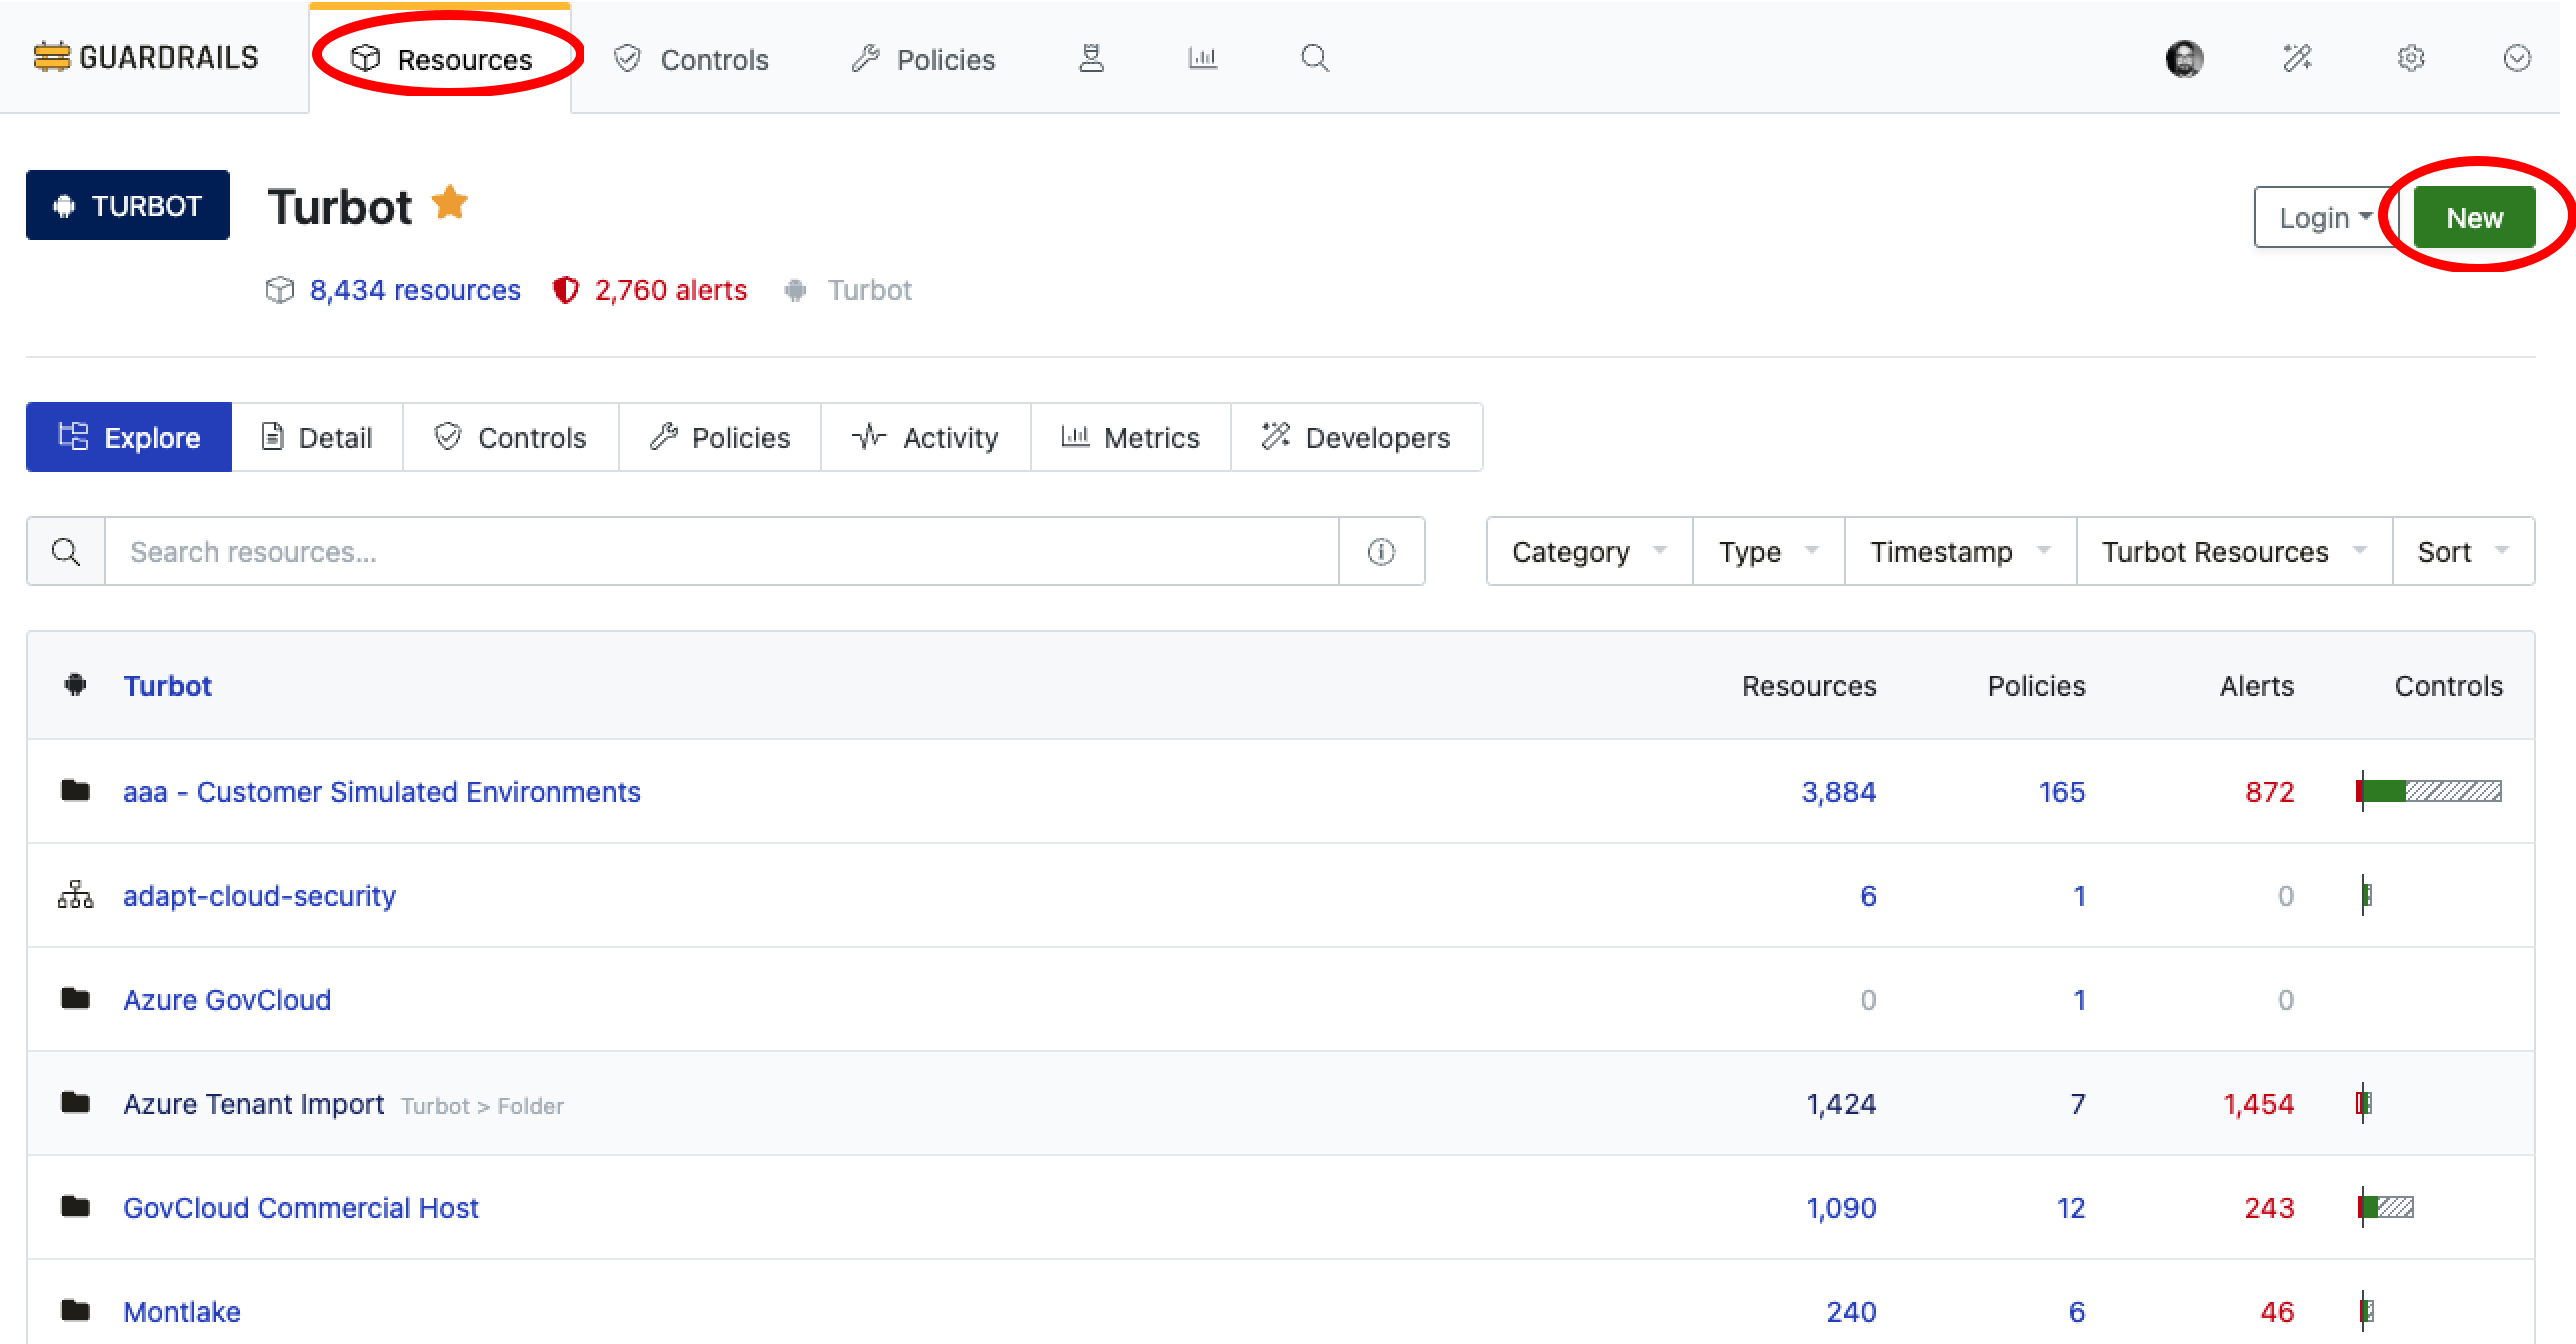 GUARDRAILS Resources Controls Policies
TURBOT Turbot Login New
8,434 resources 2,760 alerts Turbot
Explore Detail Controls Policies Activity Metrics Developers
Search resources... Category Type Timestamp Turbot Resources Sort
Turbot Resources Policies Alerts Controls
aaa - Customer Simulated Environments 3,884 165 872
adapt-cloud-security 6 1 0
Azure GovCloud 0 1 0
Azure Tenant Import Turbot > Folder 1,424 7 1,454
GovCloud Commercial Host 1,090 12 243
Montlake 240 6 46